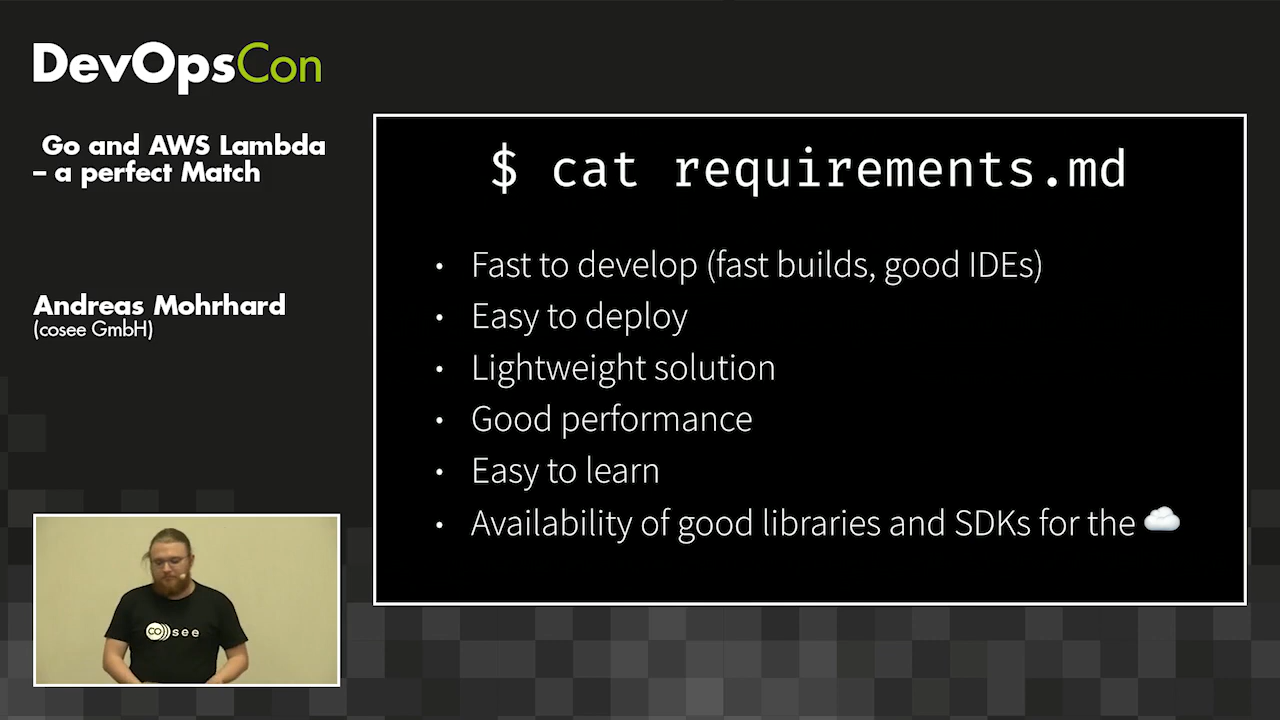 DevOpsCon
Go and AWS Lambda
– a perfect Match
Andreas Mohrhard
(cosee GmbH)
$ cat requirements.md
• Fast to develop (fast builds, good IDEs)
• Easy to deploy
• Lightweight solution
• Good performance
• Easy to learn
• Availability of good libraries and SDKs for the ☁️
cosee